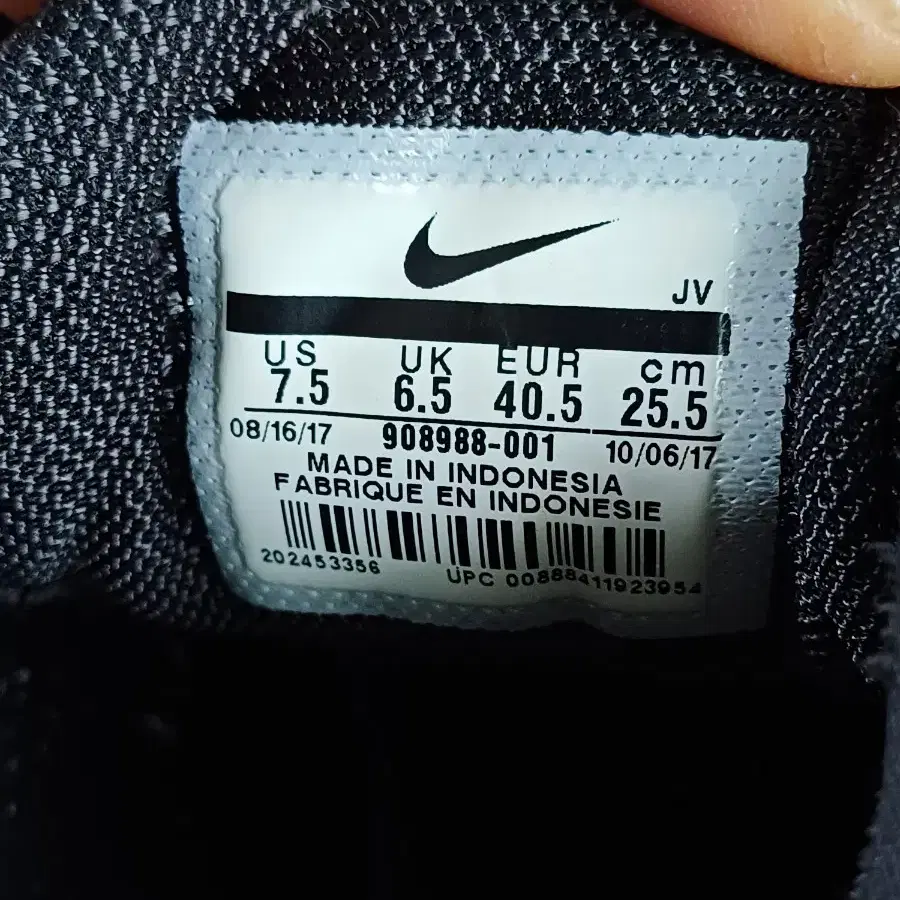 JV
US UK EUR cm
7.5 6.5 40.5 25.5
08/16/17 908988-001 10/06/17
MADE IN INDONESIA
FABRIQUE EN INDONESIE
202453356 UPC 00888411923954